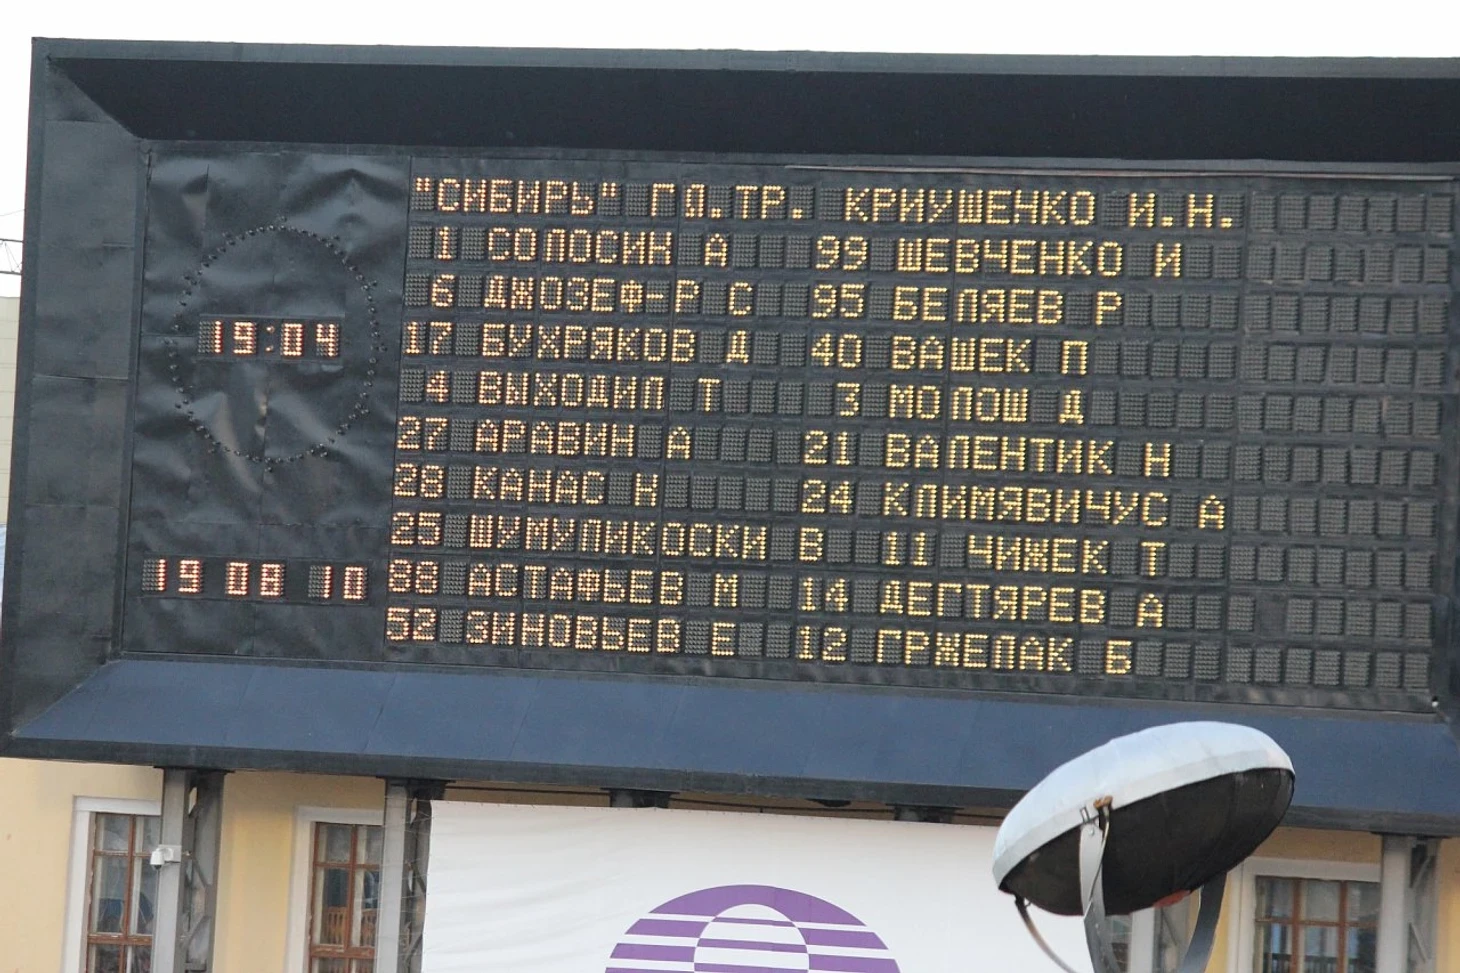 "СИБИРЬ" ГЛ.ТР. КРИУШЕНКО И.Н.
1 СОЛОСИН А 99 ШЕВЧЕНКО И
6 ДЖОЗЕФ-Р С 95 БЕЛЯЕВ Р
19:04 17 БУХРЯКОВ Д 40 ВАШЕК П
4 ВЫХОДИЛ Т 3 МОЛОШ Д
27 АРАВИН А 21 ВАЛЕНТИК Н
28 КАНАС Н 24 КЛИМЯВИЧУС А
25 ШУМУЛИКОСКИ В 11 ЧИЖЕК Т
19 08 10 88 АСТАФЬЕВ М 14 ДЕГТЯРЕВ А
52 ЗИНОВЬЕВ Е 12 ГРЖЕЛАК Б